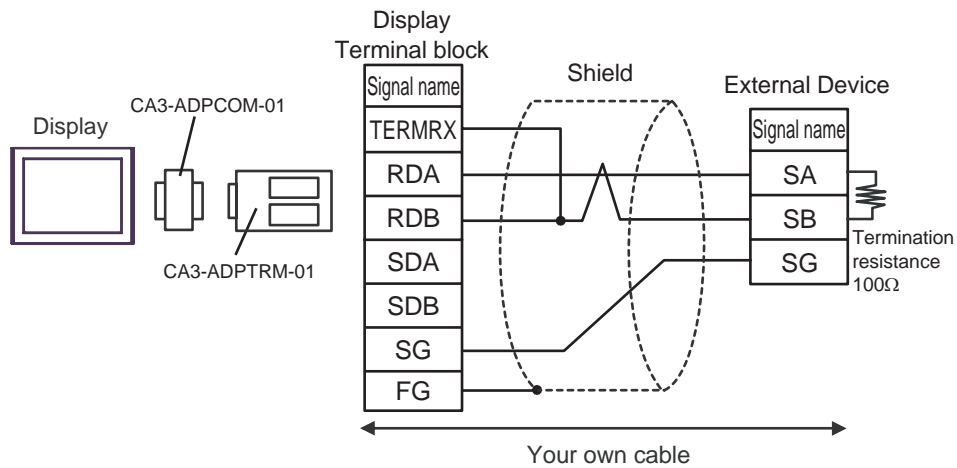 Display
Terminal block
Shield
External Device
Display
CA3-ADPCOM-01
CA3-ADPTRM-01
Signal name
TERMRX
RDA
RDB
SDA
SDB
SG
FG
Signal name
SA
SB
SG
Termination
resistance
100Ω
Your own cable